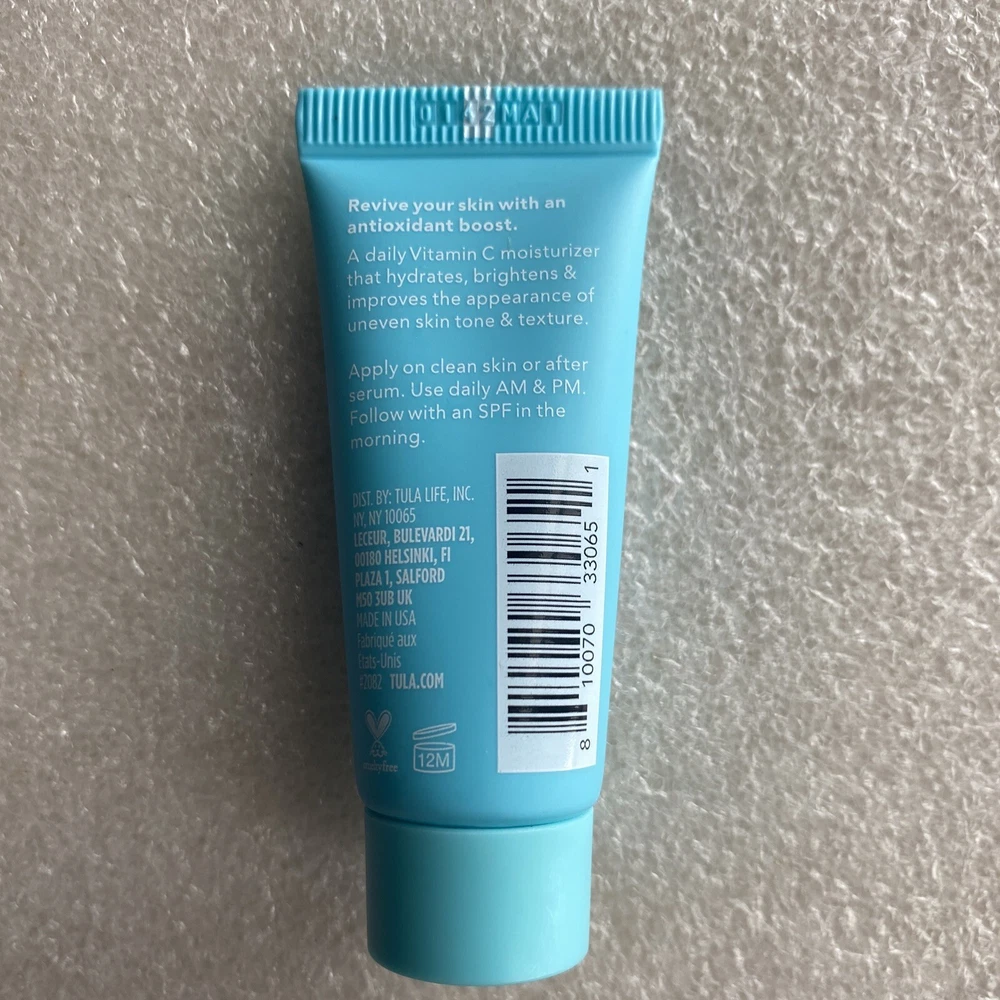 Revive your skin with an
antioxidant boost.
A daily Vitamin C moisturizer
that hydrates, brightens &
improves the appearance of
uneven skin tone & texture.
Apply on clean skin or after
serum. Use daily AM & PM.
Follow with an SPF in the
morning.
DIST. BY: TULA LIFE, INC.
NY, NY 10065
LECEUR, BULEVARDI 21,
00180 HELSINKI, FI
PLAZA 1, SALFORD
M50 3UB UK
MADE IN USA
Fabriqué aux
États-Unis
#2082 TULA.COM
crueltyfree
12M
8 10070 33065 1